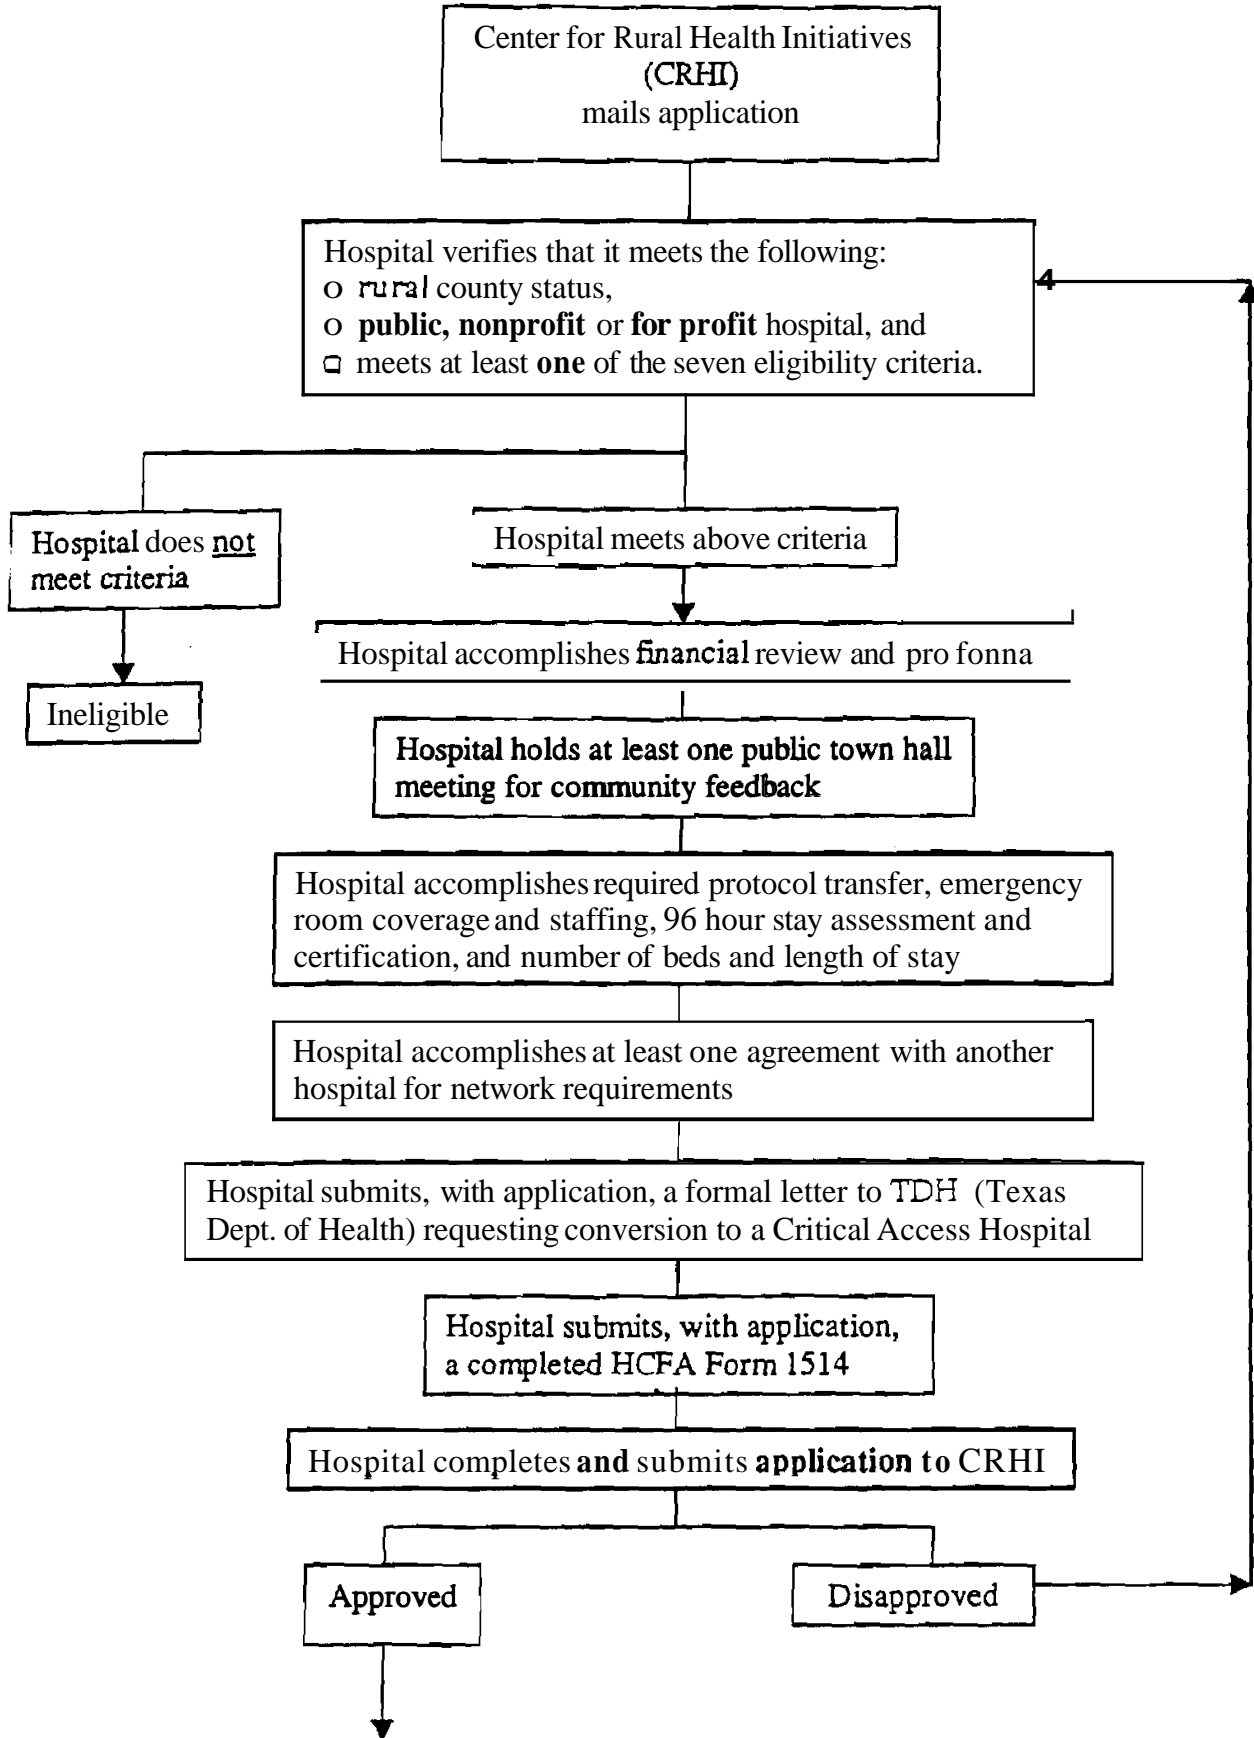 Center for Rural Health Initiatives
(CRHI)
mails application
Hospital verifies that it meets the following:
o rural county status,
o public, nonprofit or for profit hospital, and
□ meets at least one of the seven eligibility criteria.
4
Hospital does not
meet criteria
Hospital meets above criteria
Ineligible
Hospital accomplishes financial review and pro fonna
Hospital holds at least one public town hall
meeting for community feedback
Hospital accomplishes required protocol transfer, emergency
room coverage and staffing, 96 hour stay assessment and
certification, and number of beds and length of stay
Hospital accomplishes at least one agreement with another
hospital for network requirements
Hospital submits, with application, a formal letter to TDH (Texas
Dept. of Health) requesting conversion to a Critical Access Hospital
Hospital submits, with application,
a completed HCFA Form 1514
Hospital completes and submits application to CRHI
Approved
Disapproved